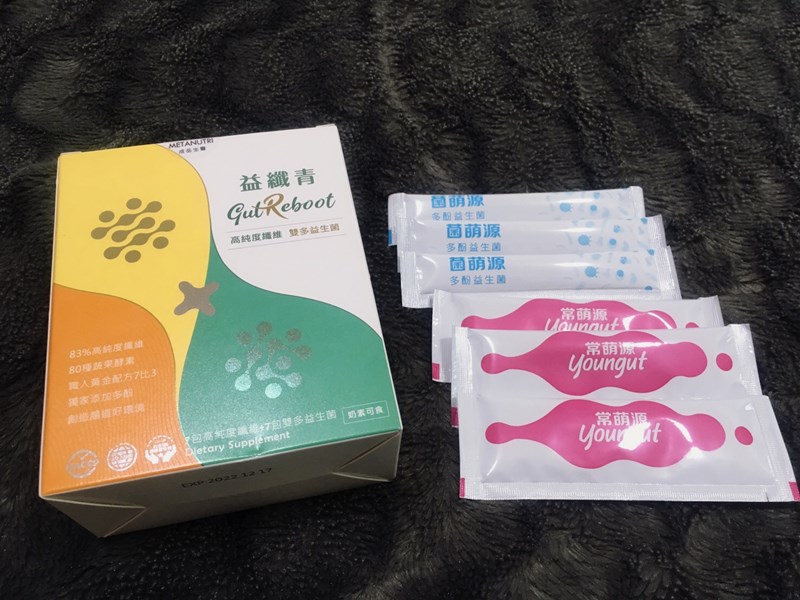 METANUTRI
益纖青
GutReboot
高純度纖維 雙多益生菌
83%高純度纖維
80種蔬果酵素
職人黃金配方7比3
獨家添加多酚
創造纖維好環境
7包高純度纖維+7包雙多益生菌
奶素可食
Dietary Supplement
EXP-2022.12.17
菌萌源
多酚益生菌
菌萌源
多酚益生菌
菌萌源
多酚益生菌
常萌源
Youngut
常萌源
Youngut
常萌源
Youngut